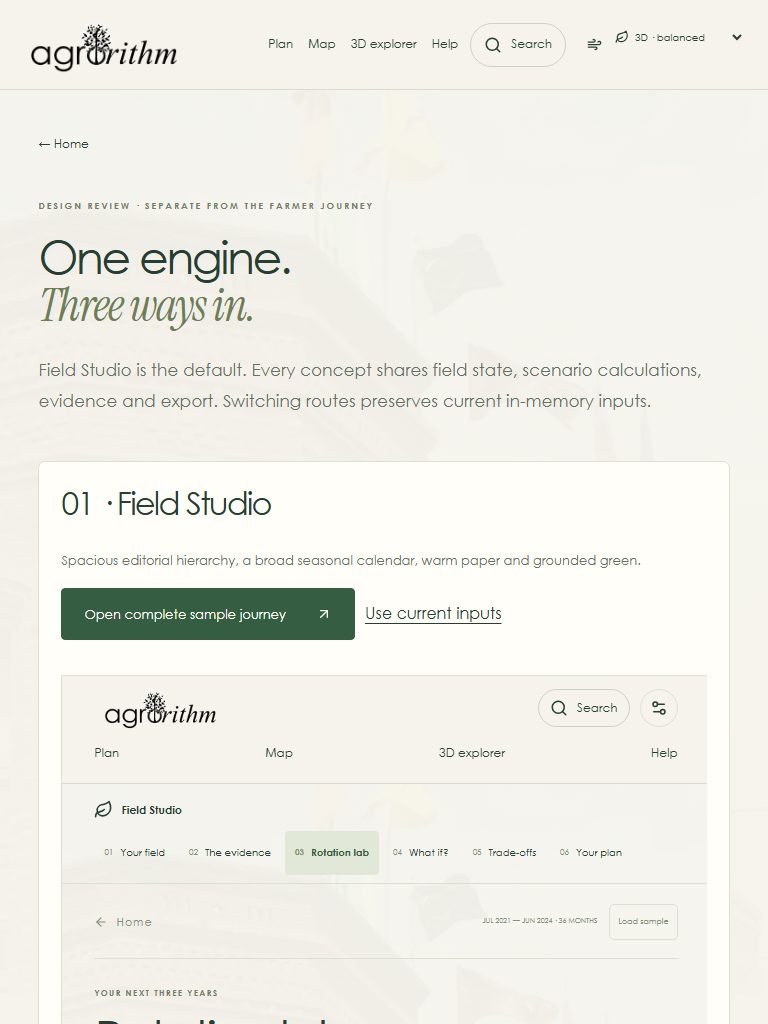 agrorithm
Plan Map 3D explorer Help Search 3D · balanced
← Home
DESIGN REVIEW · SEPARATE FROM THE FARMER JOURNEY
One engine.
Three ways in.
Field Studio is the default. Every concept shares field state, scenario calculations,
evidence and export. Switching routes preserves current in-memory inputs.
01 · Field Studio
Spacious editorial hierarchy, a broad seasonal calendar, warm paper and grounded green.
Open complete sample journey Use current inputs
agrorithm Search
Plan Map 3D explorer Help
Field Studio
01 Your field 02 The evidence 03 Rotation lab 04 What if? 05 Trade-offs 06 Your plan
← Home JUL 2021 — JUN 2024 · 36 MONTHS Load sample
YOUR NEXT THREE YEARS